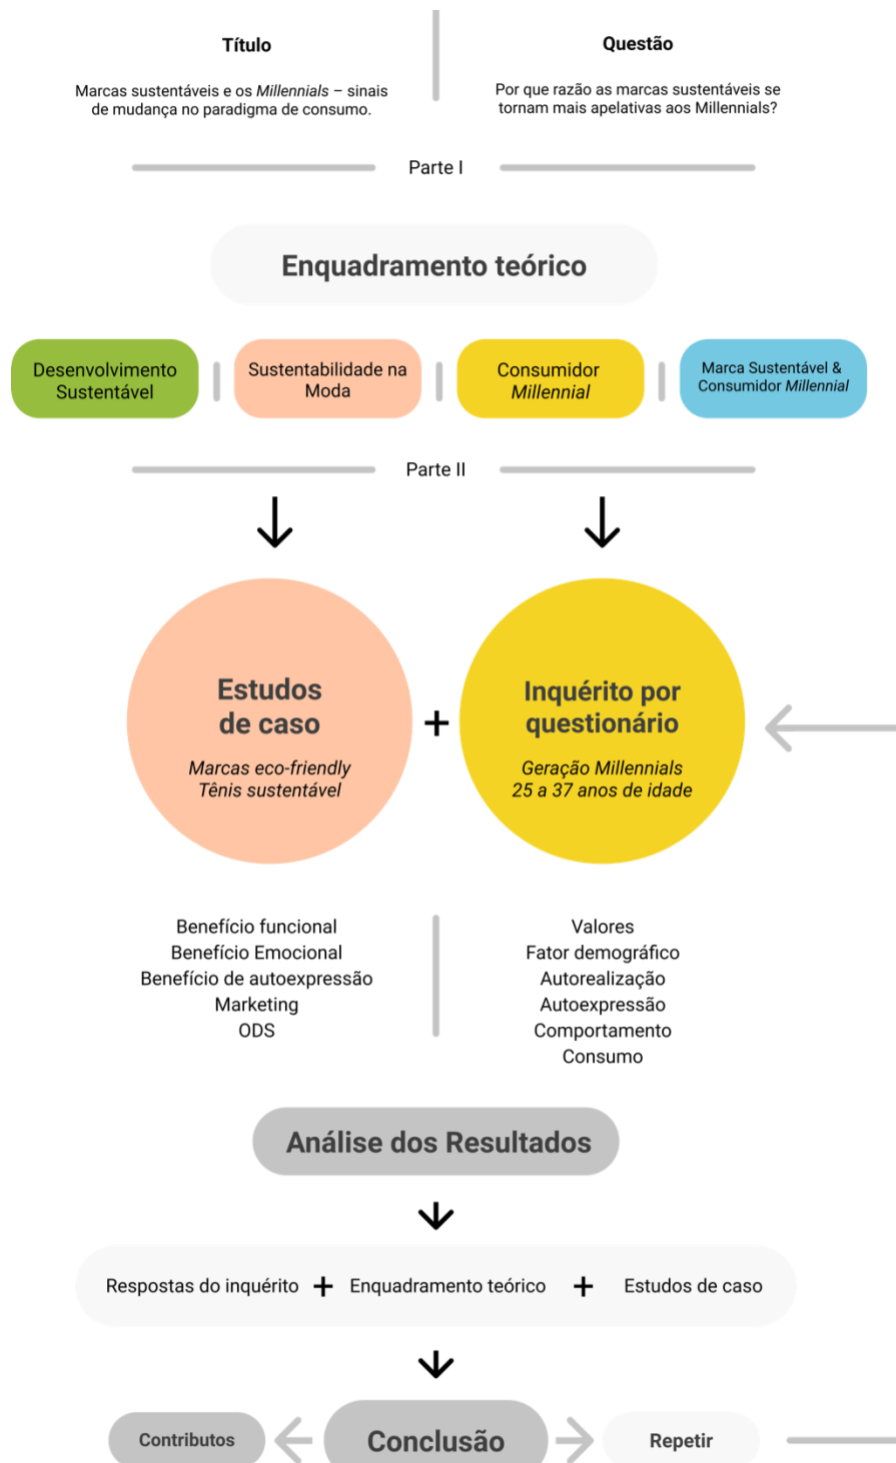 Título
Marcas sustentáveis e os Millennials – sinais
de mudança no paradigma de consumo.
Questão
Por que razão as marcas sustentáveis se
tornam mais apelativas aos Millennials?
Parte I
Enquadramento teórico
Desenvolvimento
Sustentável
Sustentabilidade na
Moda
Consumidor
Millennial
Marca Sustentável &
Consumidor Millennial
Parte II
Estudos
de caso
Marcas eco-friendly
Tênis sustentável
+
Inquérito por
questionário
Geração Millennials
25 a 37 anos de idade
Benefício funcional
Benefício Emocional
Benefício de autoexpressão
Marketing
ODS
Valores
Fator demográfico
Autorealização
Autoexpressão
Comportamento
Consumo
Análise dos Resultados
Respostas do inquérito + Enquadramento teórico + Estudos de caso
Contributos
Conclusão
Repetir